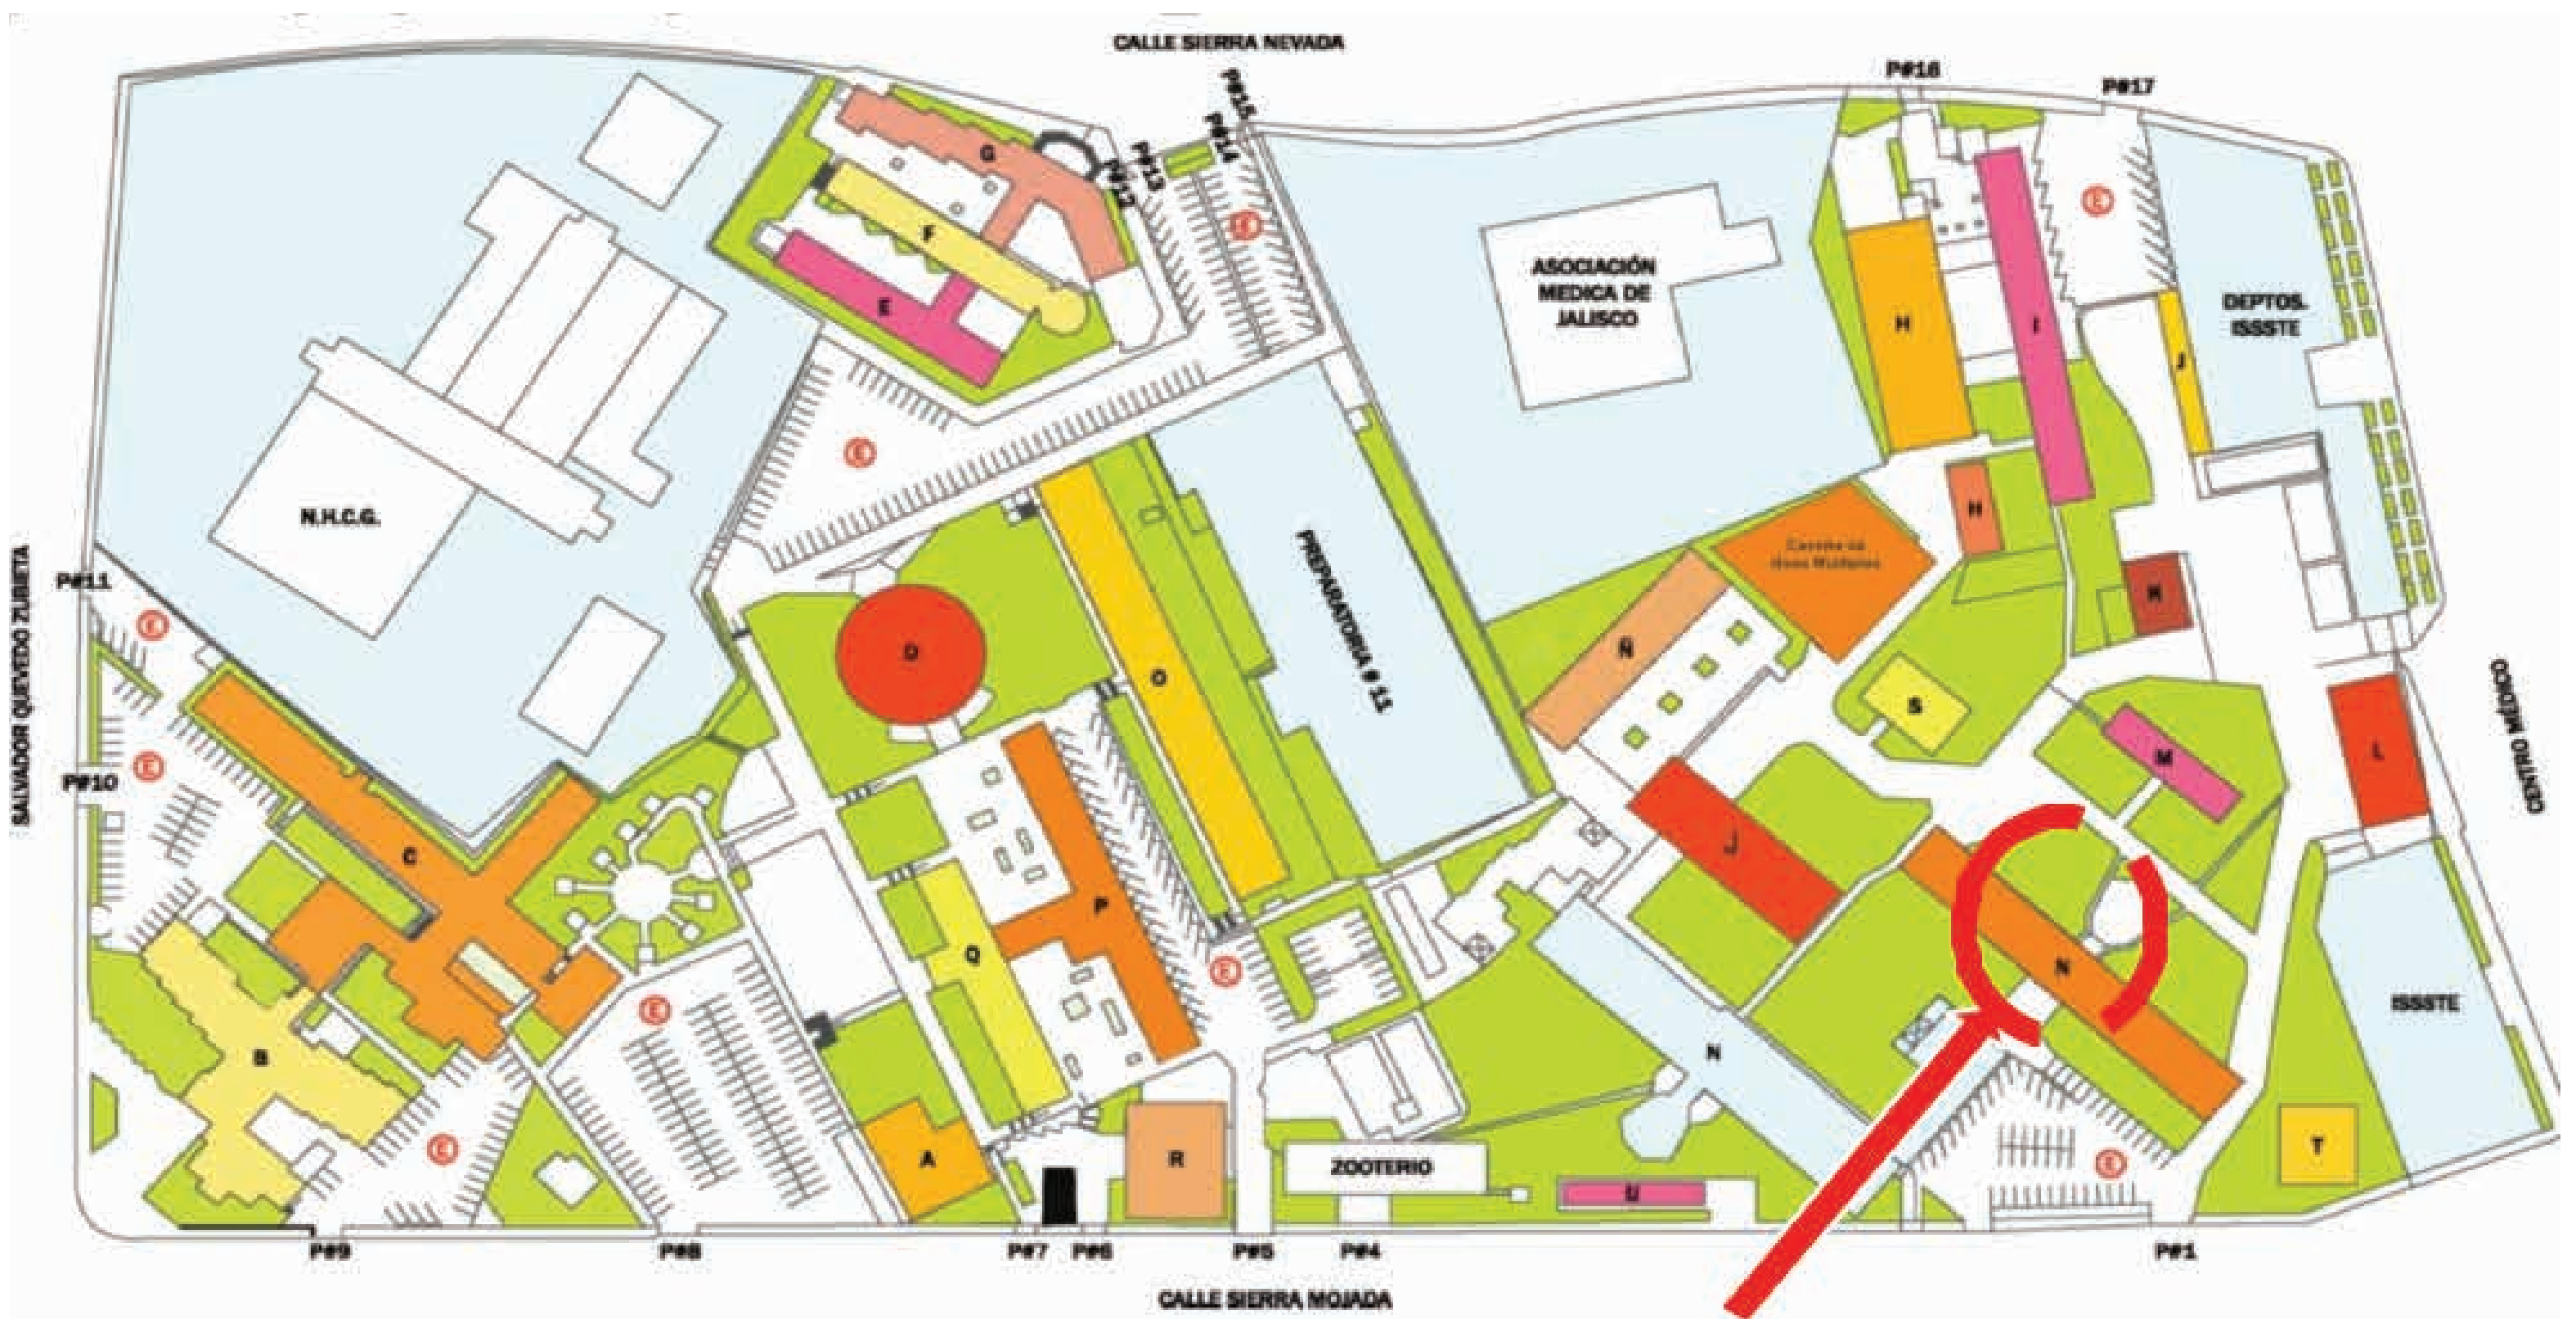 CALLE SIERRA NEVADA
P#15
P#14
P#13
P#12
P#16
P#17
G
F
E
E
E
ASOCIACIÓN
MEDICA DE
JALISCO
H
I
E
J
DEPTOS.
ISSSTE
N.H.C.G.
E
H
PREPARATORIA # 11
Ñ
K
SALVADOR QUEVEDO ZUBIETA
P#11
E
D
O
S
M
L
CENTRO MÉDICO
E
P#10
C
J
P
Q
E
N
N
ISSSTE
B
E
E
A
R
ZOOTERIO
U
E
T
P#9
P#8
P#7
P#6
P#5
P#4
P#1
CALLE SIERRA MOJADA